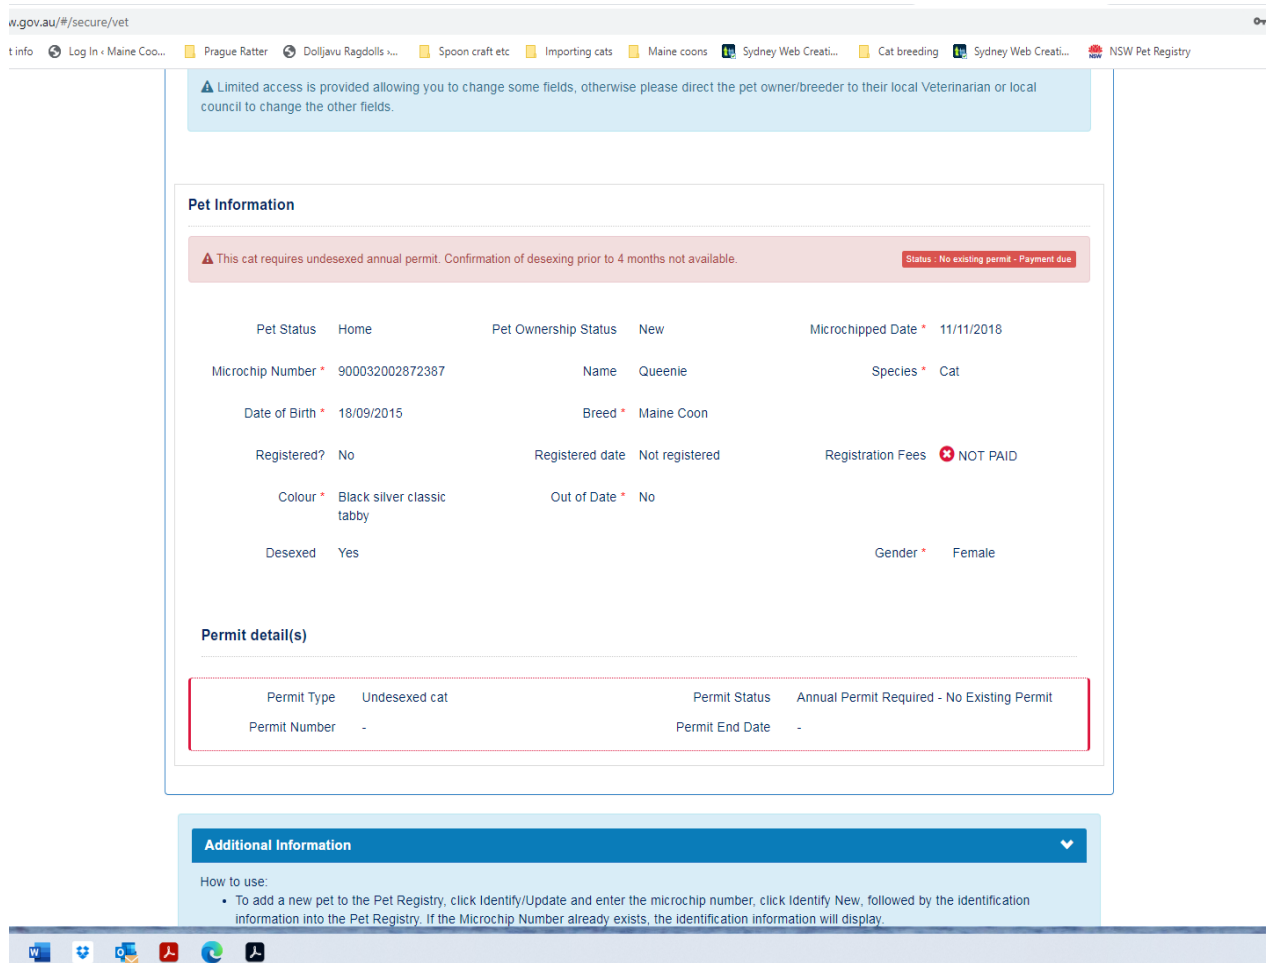 w.gov.au/#/secure/vet
t info Log In ‹ Maine Coo... Prague Ratter Dolljavu Ragdolls ›... Spoon craft etc Importing cats Maine coons Sydney Web Creati... Cat breeding Sydney Web Creati... NSW Pet Registry
Limited access is provided allowing you to change some fields, otherwise please direct the pet owner/breeder to their local Veterinarian or local
council to change the other fields.
Pet Information
This cat requires undesexed annual permit. Confirmation of desexing prior to 4 months not available. Status : No existing permit - Payment due
Pet Status Home Pet Ownership Status New Microchipped Date * 11/11/2018
Microchip Number * 900032002872387 Name Queenie Species * Cat
Date of Birth * 18/09/2015 Breed * Maine Coon
Registered? No Registered date Not registered Registration Fees NOT PAID
Colour * Black silver classic Out of Date * No
tabby
Desexed Yes Gender * Female
Permit detail(s)
Permit Type Undesexed cat Permit Status Annual Permit Required - No Existing Permit
Permit Number - Permit End Date -
Additional Information
How to use:
• To add a new pet to the Pet Registry, click Identify/Update and enter the microchip number, click Identify New, followed by the identification
information into the Pet Registry. If the Microchip Number already exists, the identification information will display.